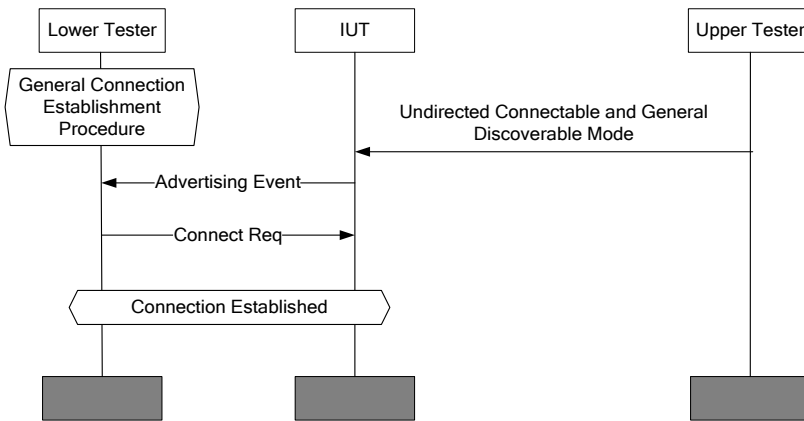 Lower Tester
IUT
Upper Tester
General Connection
Establishment
Procedure
Undirected Connectable and General
Discoverable Mode
Advertising Event
Connect Req
Connection Established